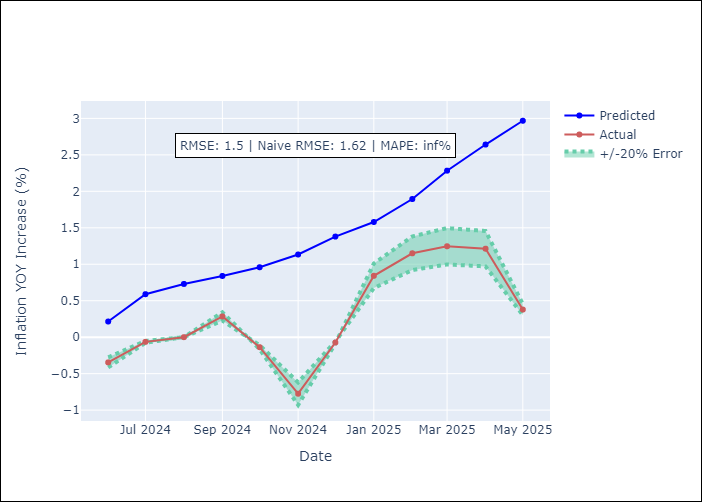 RMSE: 1.5 | Naive RMSE: 1.62 | MAPE: inf%
Predicted
Actual
+/-20% Error
Inflation YOY Increase (%)
3
2.5
2
1.5
1
0.5
0
−0.5
−1
Jul 2024
Sep 2024
Nov 2024
Jan 2025
Mar 2025
May 2025
Date